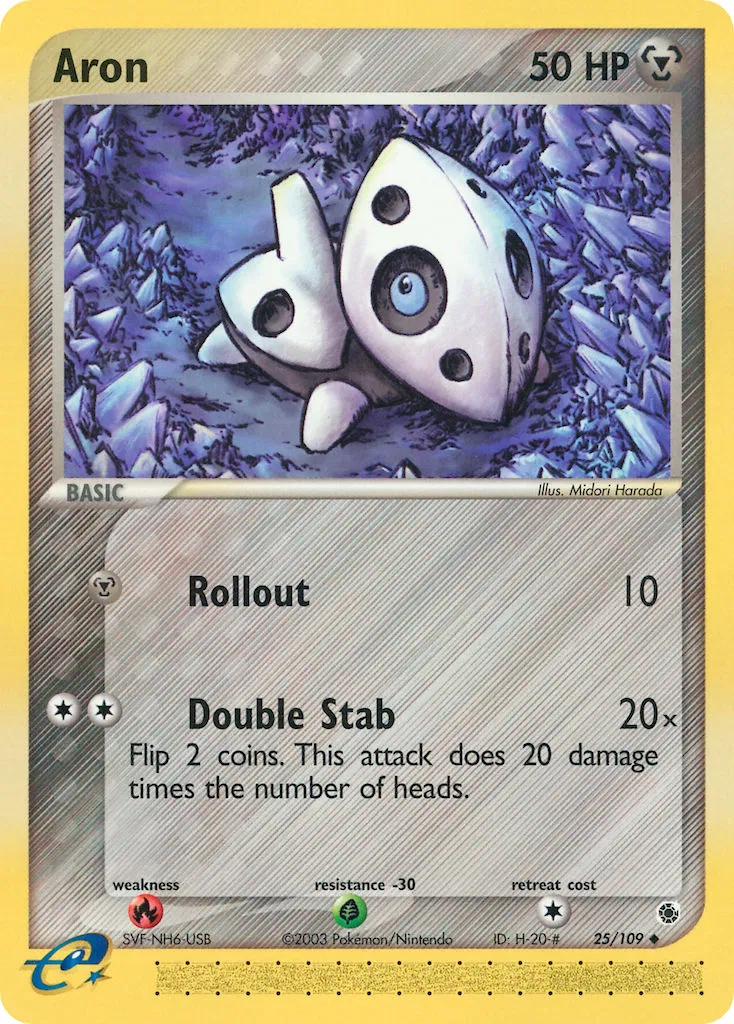 Aron 50 HP
BASIC Illus. Midori Harada
Rollout 10
Double Stab 20x
Flip 2 coins. This attack does 20 damage
times the number of heads.
weakness resistance -30 retreat cost
SVF-NH6-USB ©2003 Pokemon/Nintendo ID: H-20-# 25/109